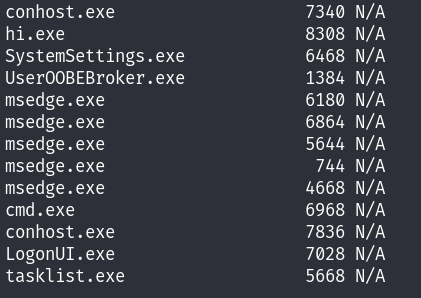 conhost.exe 7340 N/A
hi.exe 8308 N/A
SystemSettings.exe 6468 N/A
UserOOBEBroker.exe 1384 N/A
msedge.exe 6180 N/A
msedge.exe 6864 N/A
msedge.exe 5644 N/A
msedge.exe 744 N/A
msedge.exe 4668 N/A
cmd.exe 6968 N/A
conhost.exe 7836 N/A
LogonUI.exe 7028 N/A
tasklist.exe 5668 N/A